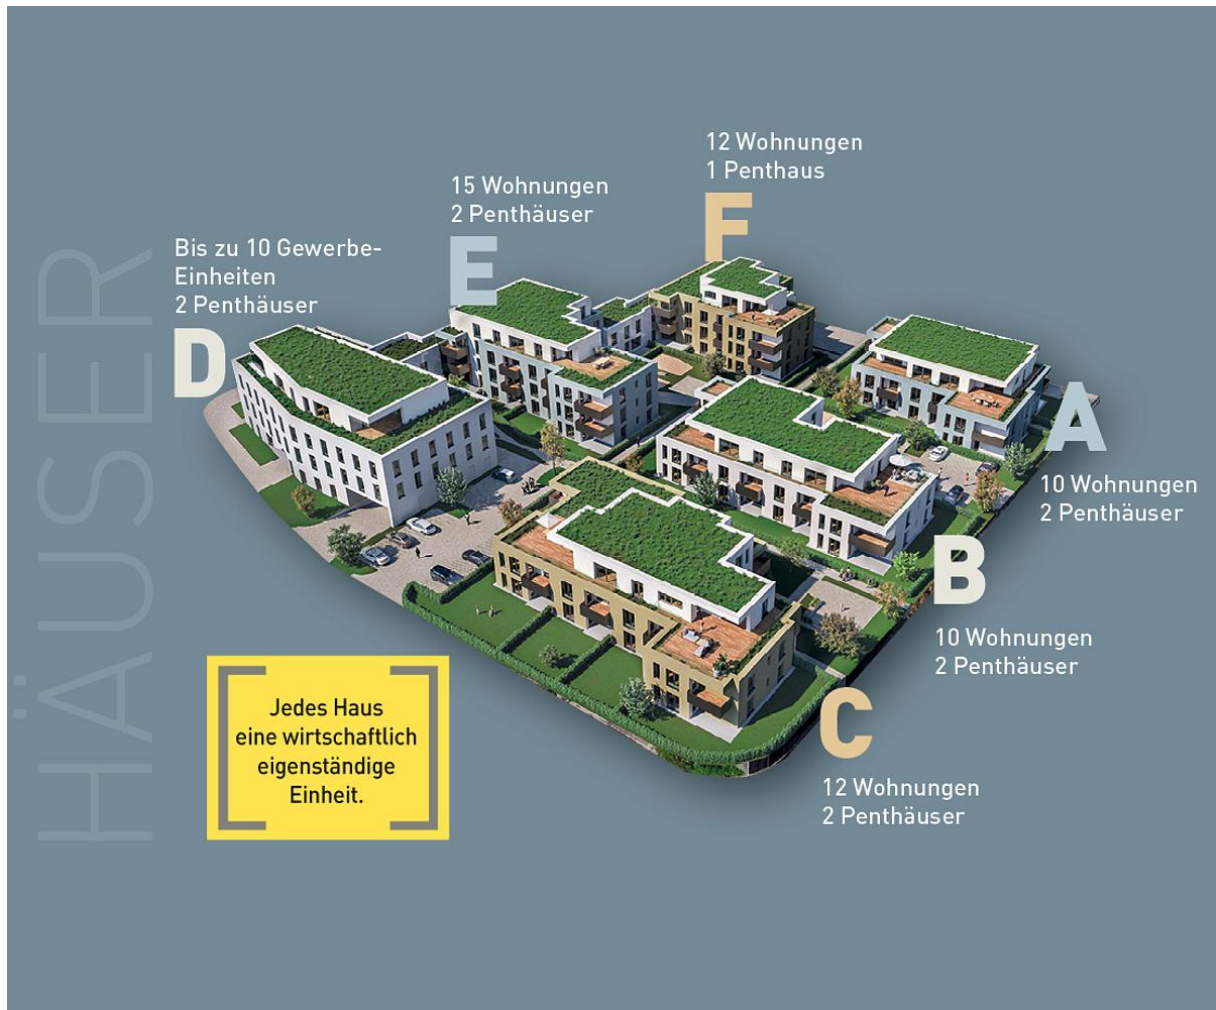 HÄUSER
12 Wohnungen
1 Penthaus
F
15 Wohnungen
2 Penthäuser
E
Bis zu 10 Gewerbe-
Einheiten
2 Penthäuser
D
A
10 Wohnungen
2 Penthäuser
B
10 Wohnungen
2 Penthäuser
C
12 Wohnungen
2 Penthäuser
Jedes Haus
eine wirtschaftlich
eigenständige
Einheit.